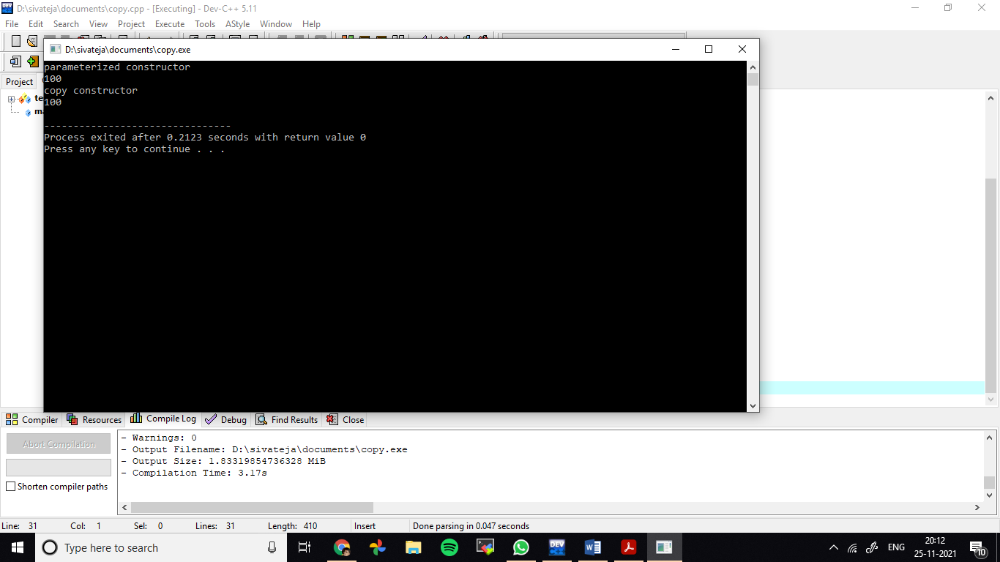 D:\sivateja\documents\copy.cpp - [Executing] - Dev-C++ 5.11
File Edit Search View Project Execute Tools AStyle Window Help
D:\sivateja\documents\copy.exe
parameterized constructor
100
copy constructor
100
--------------------------------
Process exited after 0.2123 seconds with return value 0
Press any key to continue . . .
Project
te
ma
Compiler Resources Compile Log Debug Find Results Close
Abort Compilation
Shorten compiler paths
- Warnings: 0
- Output Filename: D:\sivateja\documents\copy.exe
- Output Size: 1.83319854736328 MiB
- Compilation Time: 3.17s
Line: 31 Col: 1 Sel: 0 Lines: 31 Length: 410 Insert Done parsing in 0.047 seconds
Type here to search
DEV
ENG
20:12
25-11-2021
10